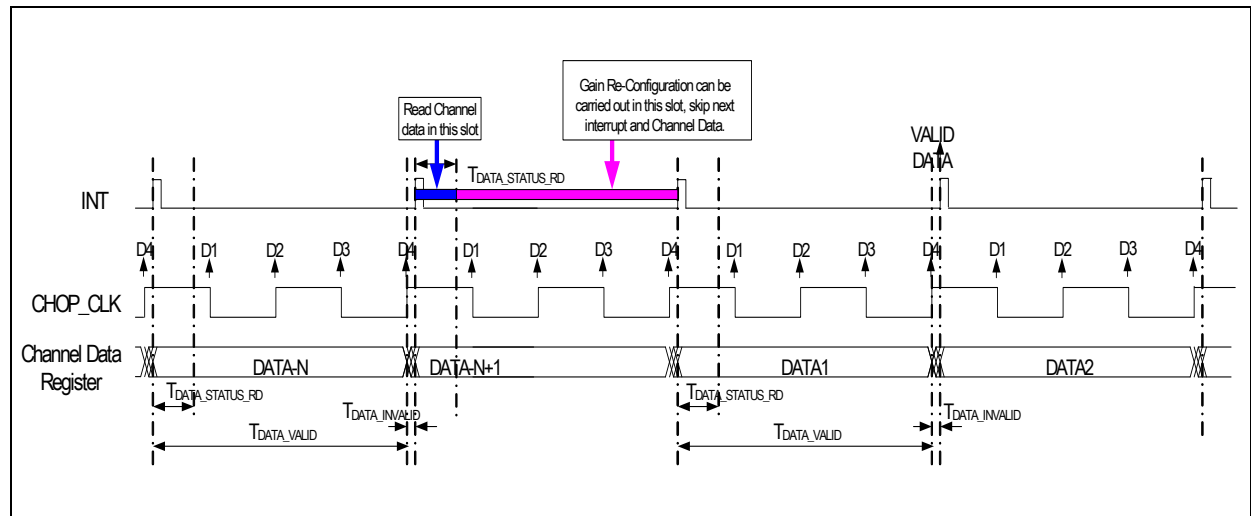 Gain Re-Configuration can be
carried out in this slot, skip next
interrupt and Channel Data.
Read Channel
data in this slot
VALID
DATA
TDATA_STATUS_RD
INT
D4 D1 D2 D3 D4 D1 D2 D3 D4 D1 D2 D3 D4 D1 D2 D3 D4
CHOP_CLK
Channel Data
Register
DATA-N DATA-N+1 DATA1 DATA2
TDATA_STATUS_RD TDATA_INVALID TDATA_STATUS_RD TDATA_INVALID
TDATA_VALID TDATA_VALID